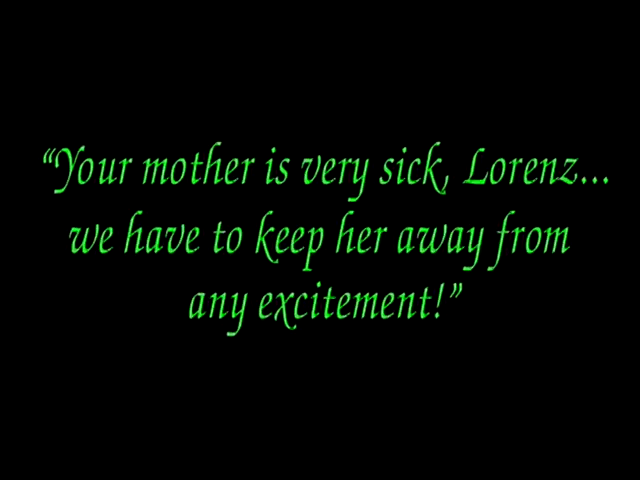 “Your mother is very sick, Lorenz...
we have to keep her away from
any excitement!”